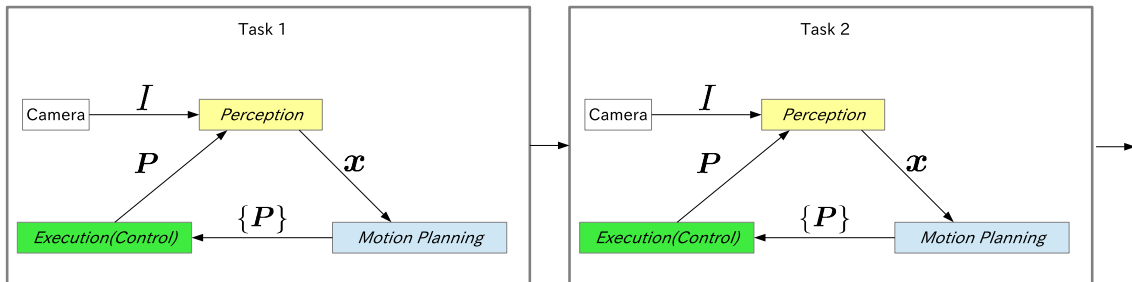 Task 1
Camera
I
Perception
P
x
{P}
Execution(Control)
Motion Planning
Task 2
Camera
I
Perception
P
x
{P}
Execution(Control)
Motion Planning